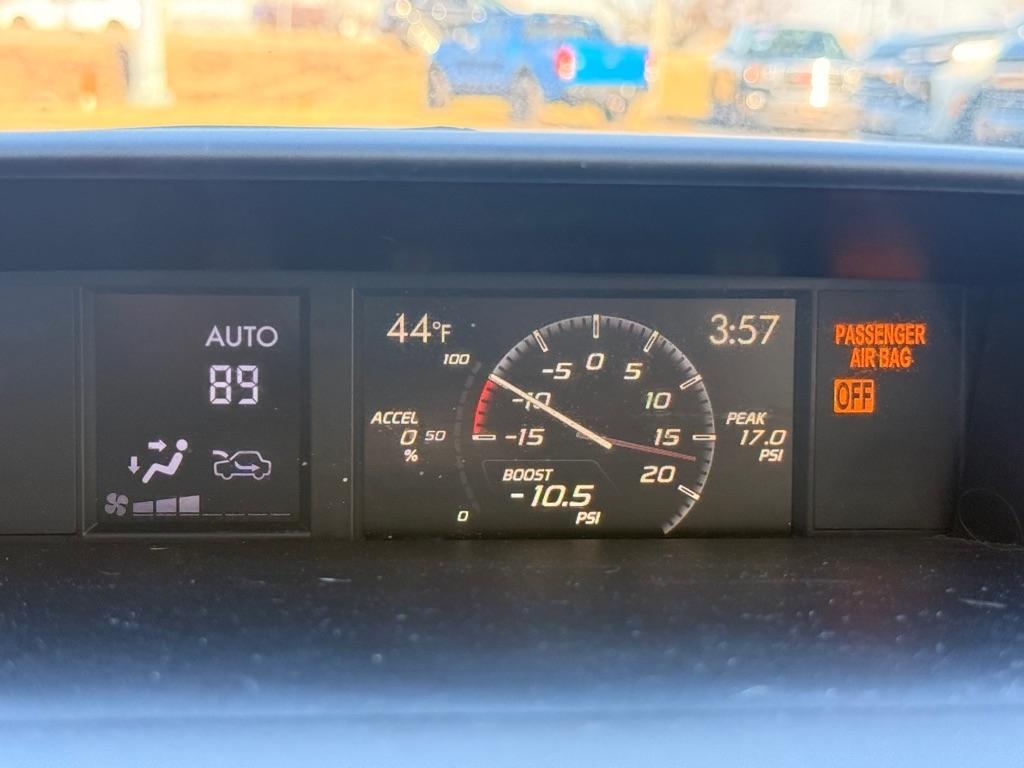 AUTO
89
44°F
3:57
100
ACCEL
0
50
%
0
-15
-10
-5
0
5
10
15
20
BOOST
-10.5
PSI
PEAK
17.0
PSI
PASSENGER
AIR BAG
OFF